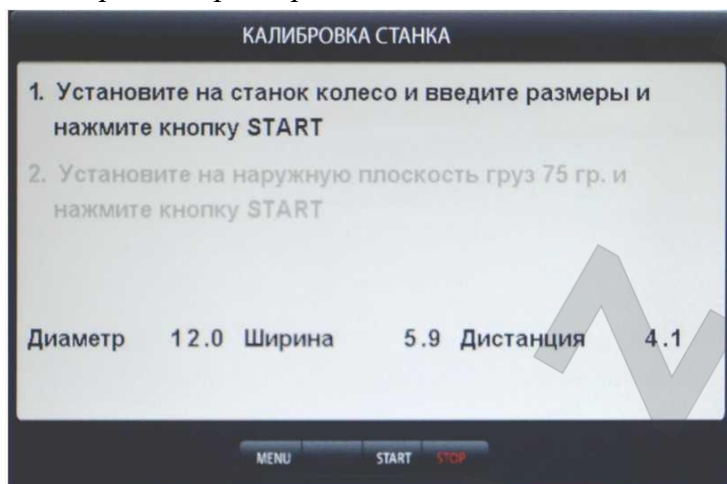 КАЛИБРОВКА СТАНКА
1. Установите на станок колесо и введите размеры и
нажмите кнопку START
2. Установите на наружную плоскость груз 75 гр. и
нажмите кнопку START
Диаметр 12.0 Ширина 5.9 Дистанция 4.1
MENU START STOP